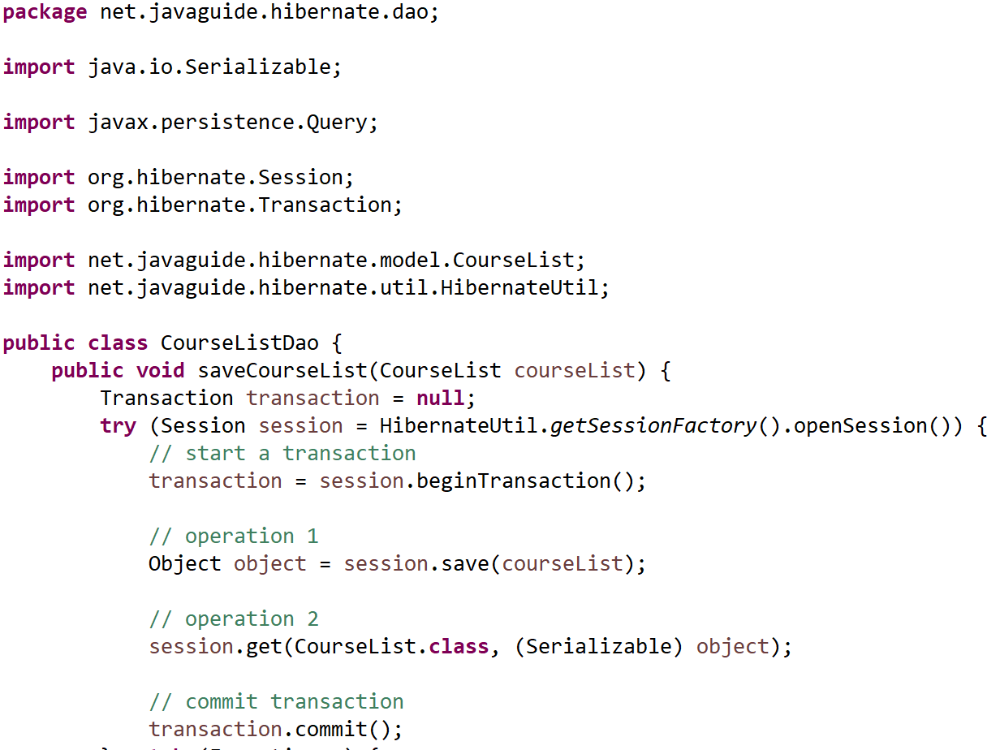 package net.javaguide.hibernate.dao;
import java.io.Serializable;
import javax.persistence.Query;
import org.hibernate.Session;
import org.hibernate.Transaction;
import net.javaguide.hibernate.model.CourseList;
import net.javaguide.hibernate.util.HibernateUtil;
public class CourseListDao {
public void saveCourseList(CourseList courseList) {
Transaction transaction = null;
try (Session session = HibernateUtil.getSessionFactory().openSession()) {
// start a transaction
transaction = session.beginTransaction();
// operation 1
Object object = session.save(courseList);
// operation 2
session.get(CourseList.class, (Serializable) object);
// commit transaction
transaction.commit();